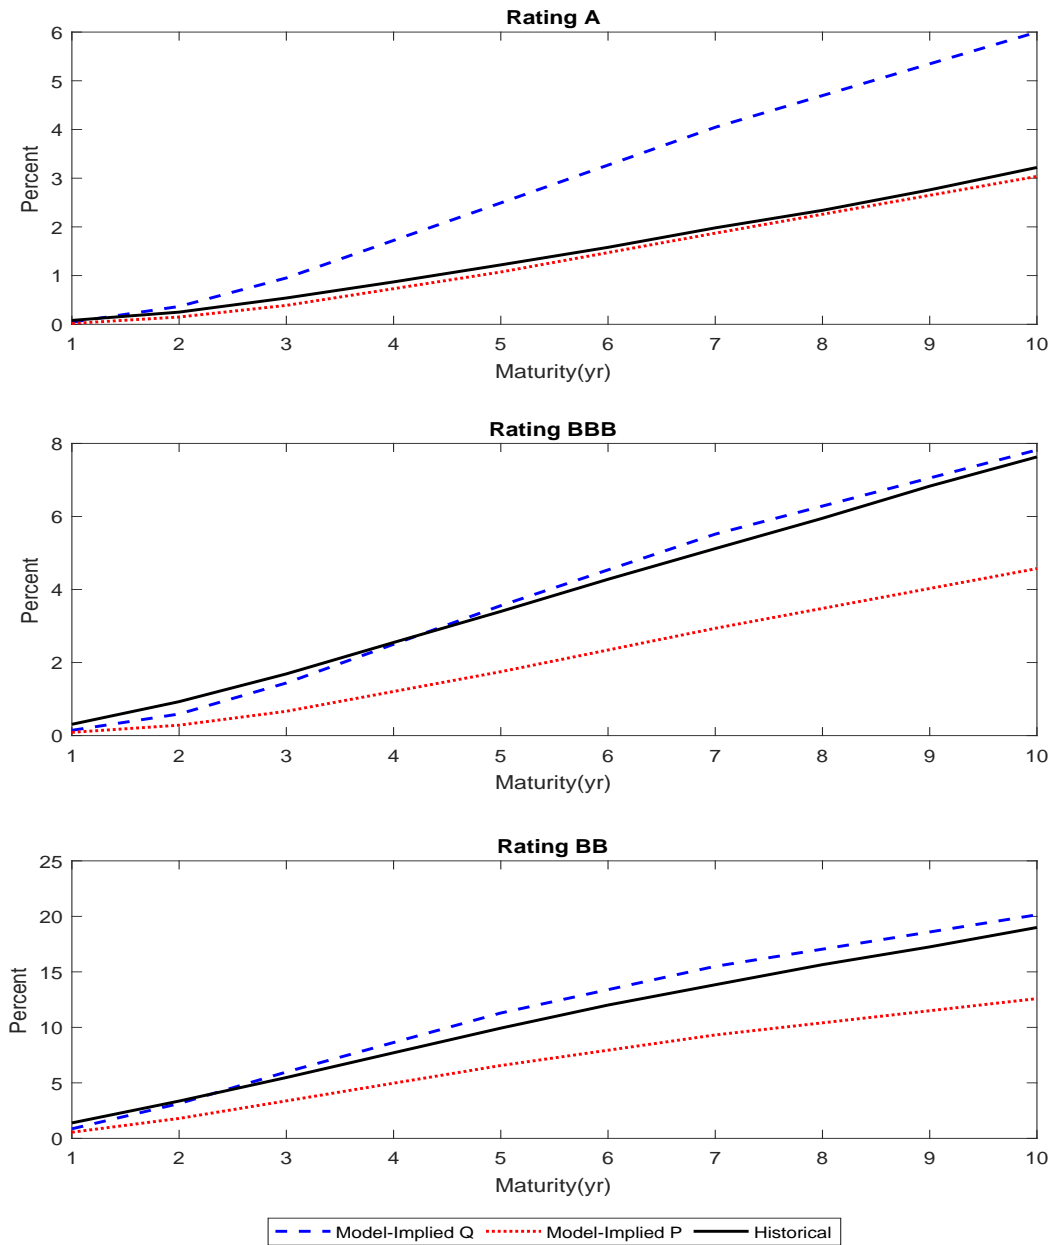 Rating A
6
5
4
3
2
1
0
Percent
1 2 3 4 5 6 7 8 9 10
Maturity(yr)
Rating BBB
8
6
4
2
0
Percent
1 2 3 4 5 6 7 8 9 10
Maturity(yr)
Rating BB
25
20
15
10
5
0
Percent
1 2 3 4 5 6 7 8 9 10
Maturity(yr)
Model-Implied Q Model-Implied P Historical